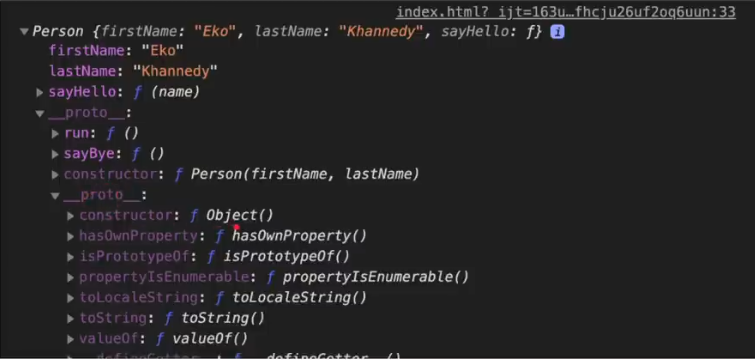 index.html? ijt=163u…fhcju26uf2oq6uun:33
▼Person {firstName: "Eko", lastName: "Khannedy", sayHello: ƒ} i
firstName: "Eko"
lastName: "Khannedy"
▶sayHello: ƒ (name)
▼__proto__:
▶run: ƒ ()
▶sayBye: ƒ ()
▶constructor: ƒ Person(firstName, lastName)
▼__proto__:
▶constructor: ƒ Object()
▶hasOwnProperty: ƒ hasOwnProperty()
▶isPrototypeOf: ƒ isPrototypeOf()
▶propertyIsEnumerable: ƒ propertyIsEnumerable()
▶toLocaleString: ƒ toLocaleString()
▶toString: ƒ toString()
▶valueOf: ƒ valueOf()